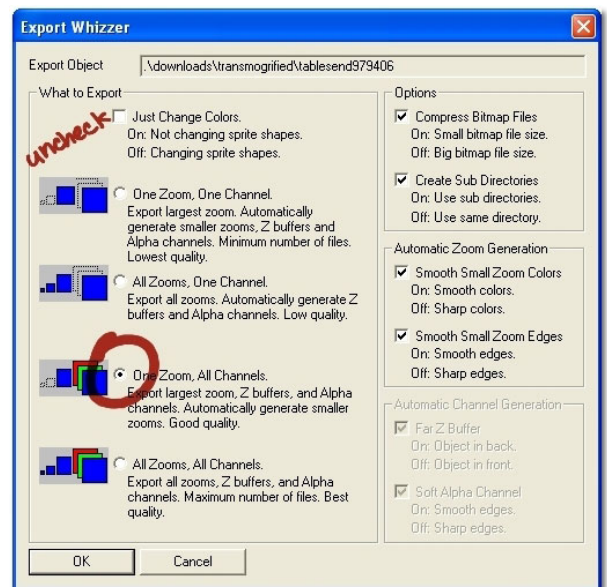 Export Whizzer
Export Object
.\downloads\transmogrified\tablesend979406
What to Export
uncheck
Just Change Colors.
On: Not changing sprite shapes.
Off: Changing sprite shapes.
One Zoom, One Channel.
Export largest zoom. Automatically
generate smaller zooms, Z buffers and
Alpha channels. Minimum number of files.
Lowest quality.
All Zooms, One Channel.
Export all zooms. Automatically generate Z
buffers and Alpha channels. Low quality.
One Zoom, All Channels.
Export largest zoom, Z buffers, and Alpha
channels. Automatically generate smaller
zooms. Good quality.
All Zooms, All Channels.
Export all zooms, Z buffers, and Alpha
channels. Maximum number of files. Best
quality.
Options
Compress Bitmap Files
On: Small bitmap file size.
Off: Big bitmap file size.
Create Sub Directories
On: Use sub directories.
Off: Use same directory.
Automatic Zoom Generation
Smooth Small Zoom Colors
On: Smooth colors.
Off: Sharp colors.
Smooth Small Zoom Edges
On: Smooth edges.
Off: Sharp edges.
Automatic Channel Generation
Far Z Buffer
On: Object in back.
Off: Object in front.
Soft Alpha Channel
On: Smooth edges.
Off: Sharp edges.
OK
Cancel